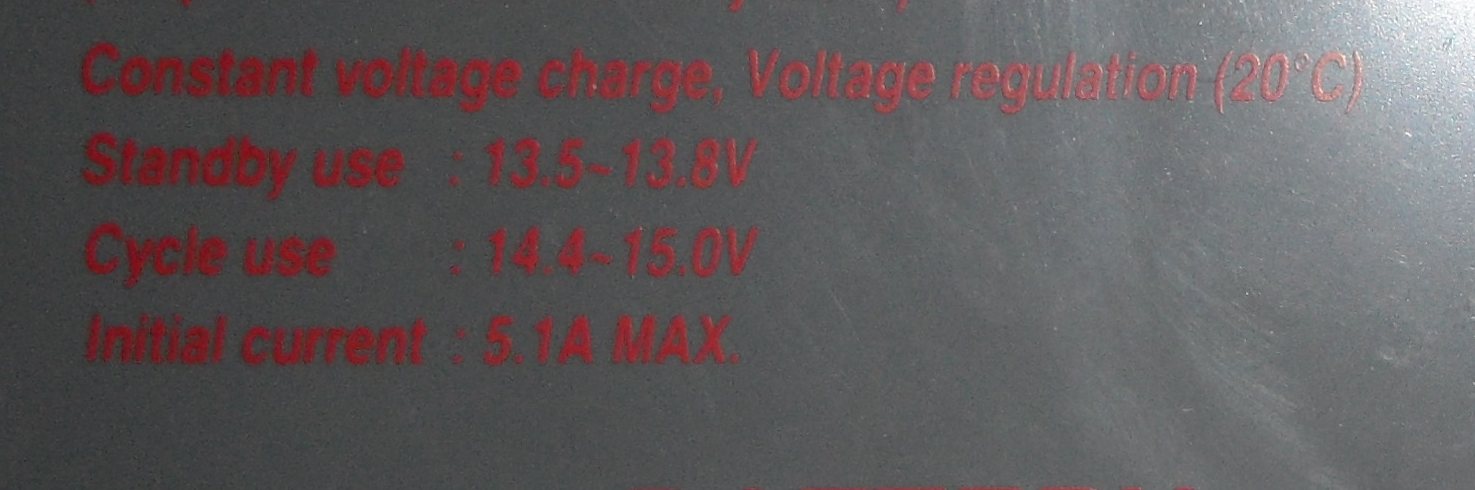 Constant voltage charge, Voltage regulation (20°C)
Standby use : 13.5~13.8V
Cycle use : 14.4~15.0V
Initial current : 5.1A MAX.